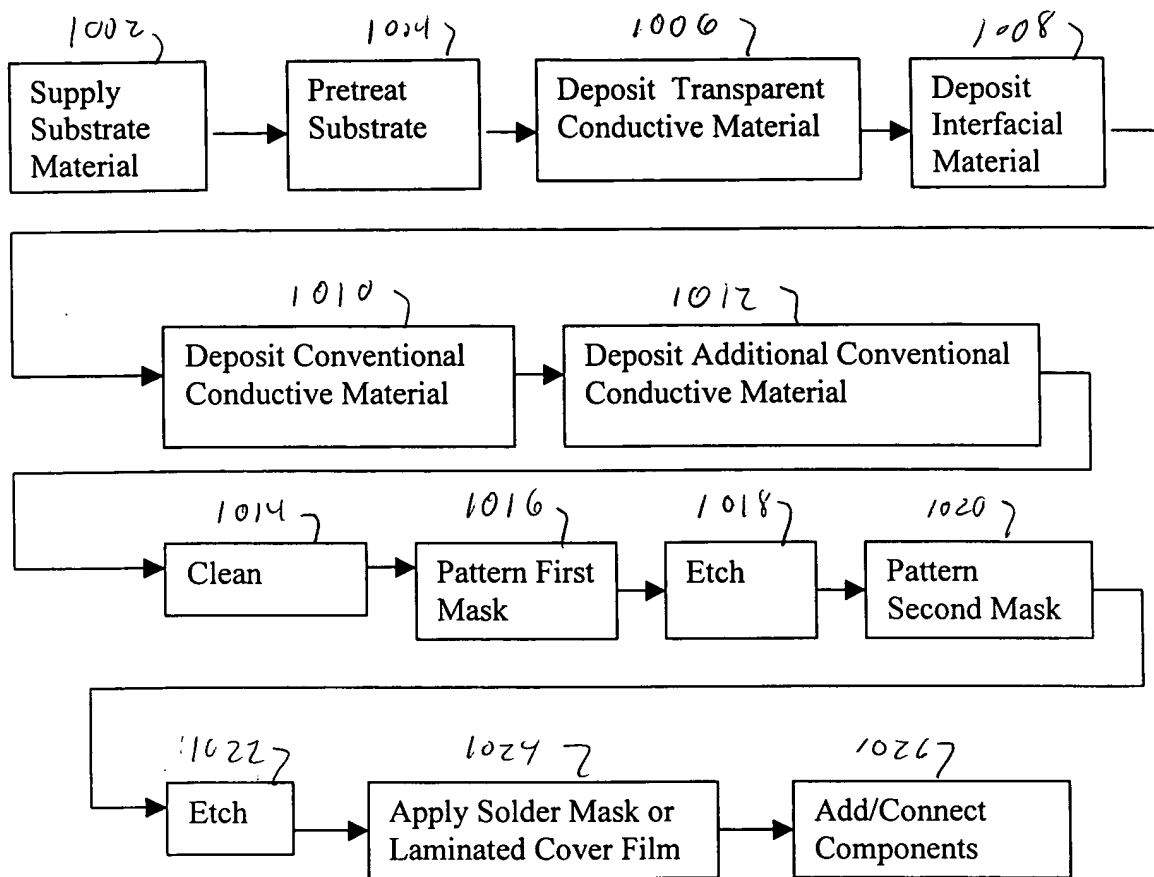 1002 1004 1006 1008
Supply
Substrate
Material
Pretreat
Substrate
Deposit Transparent
Conductive Material
Deposit
Interfacial
Material
1010 1012
Deposit Conventional
Conductive Material
Deposit Additional Conventional
Conductive Material
1014 1016 1018 1020
Clean
Pattern First
Mask
Etch
Pattern
Second Mask
1022 1024 1026
Etch
Apply Solder Mask or
Laminated Cover Film
Add/Connect
Components